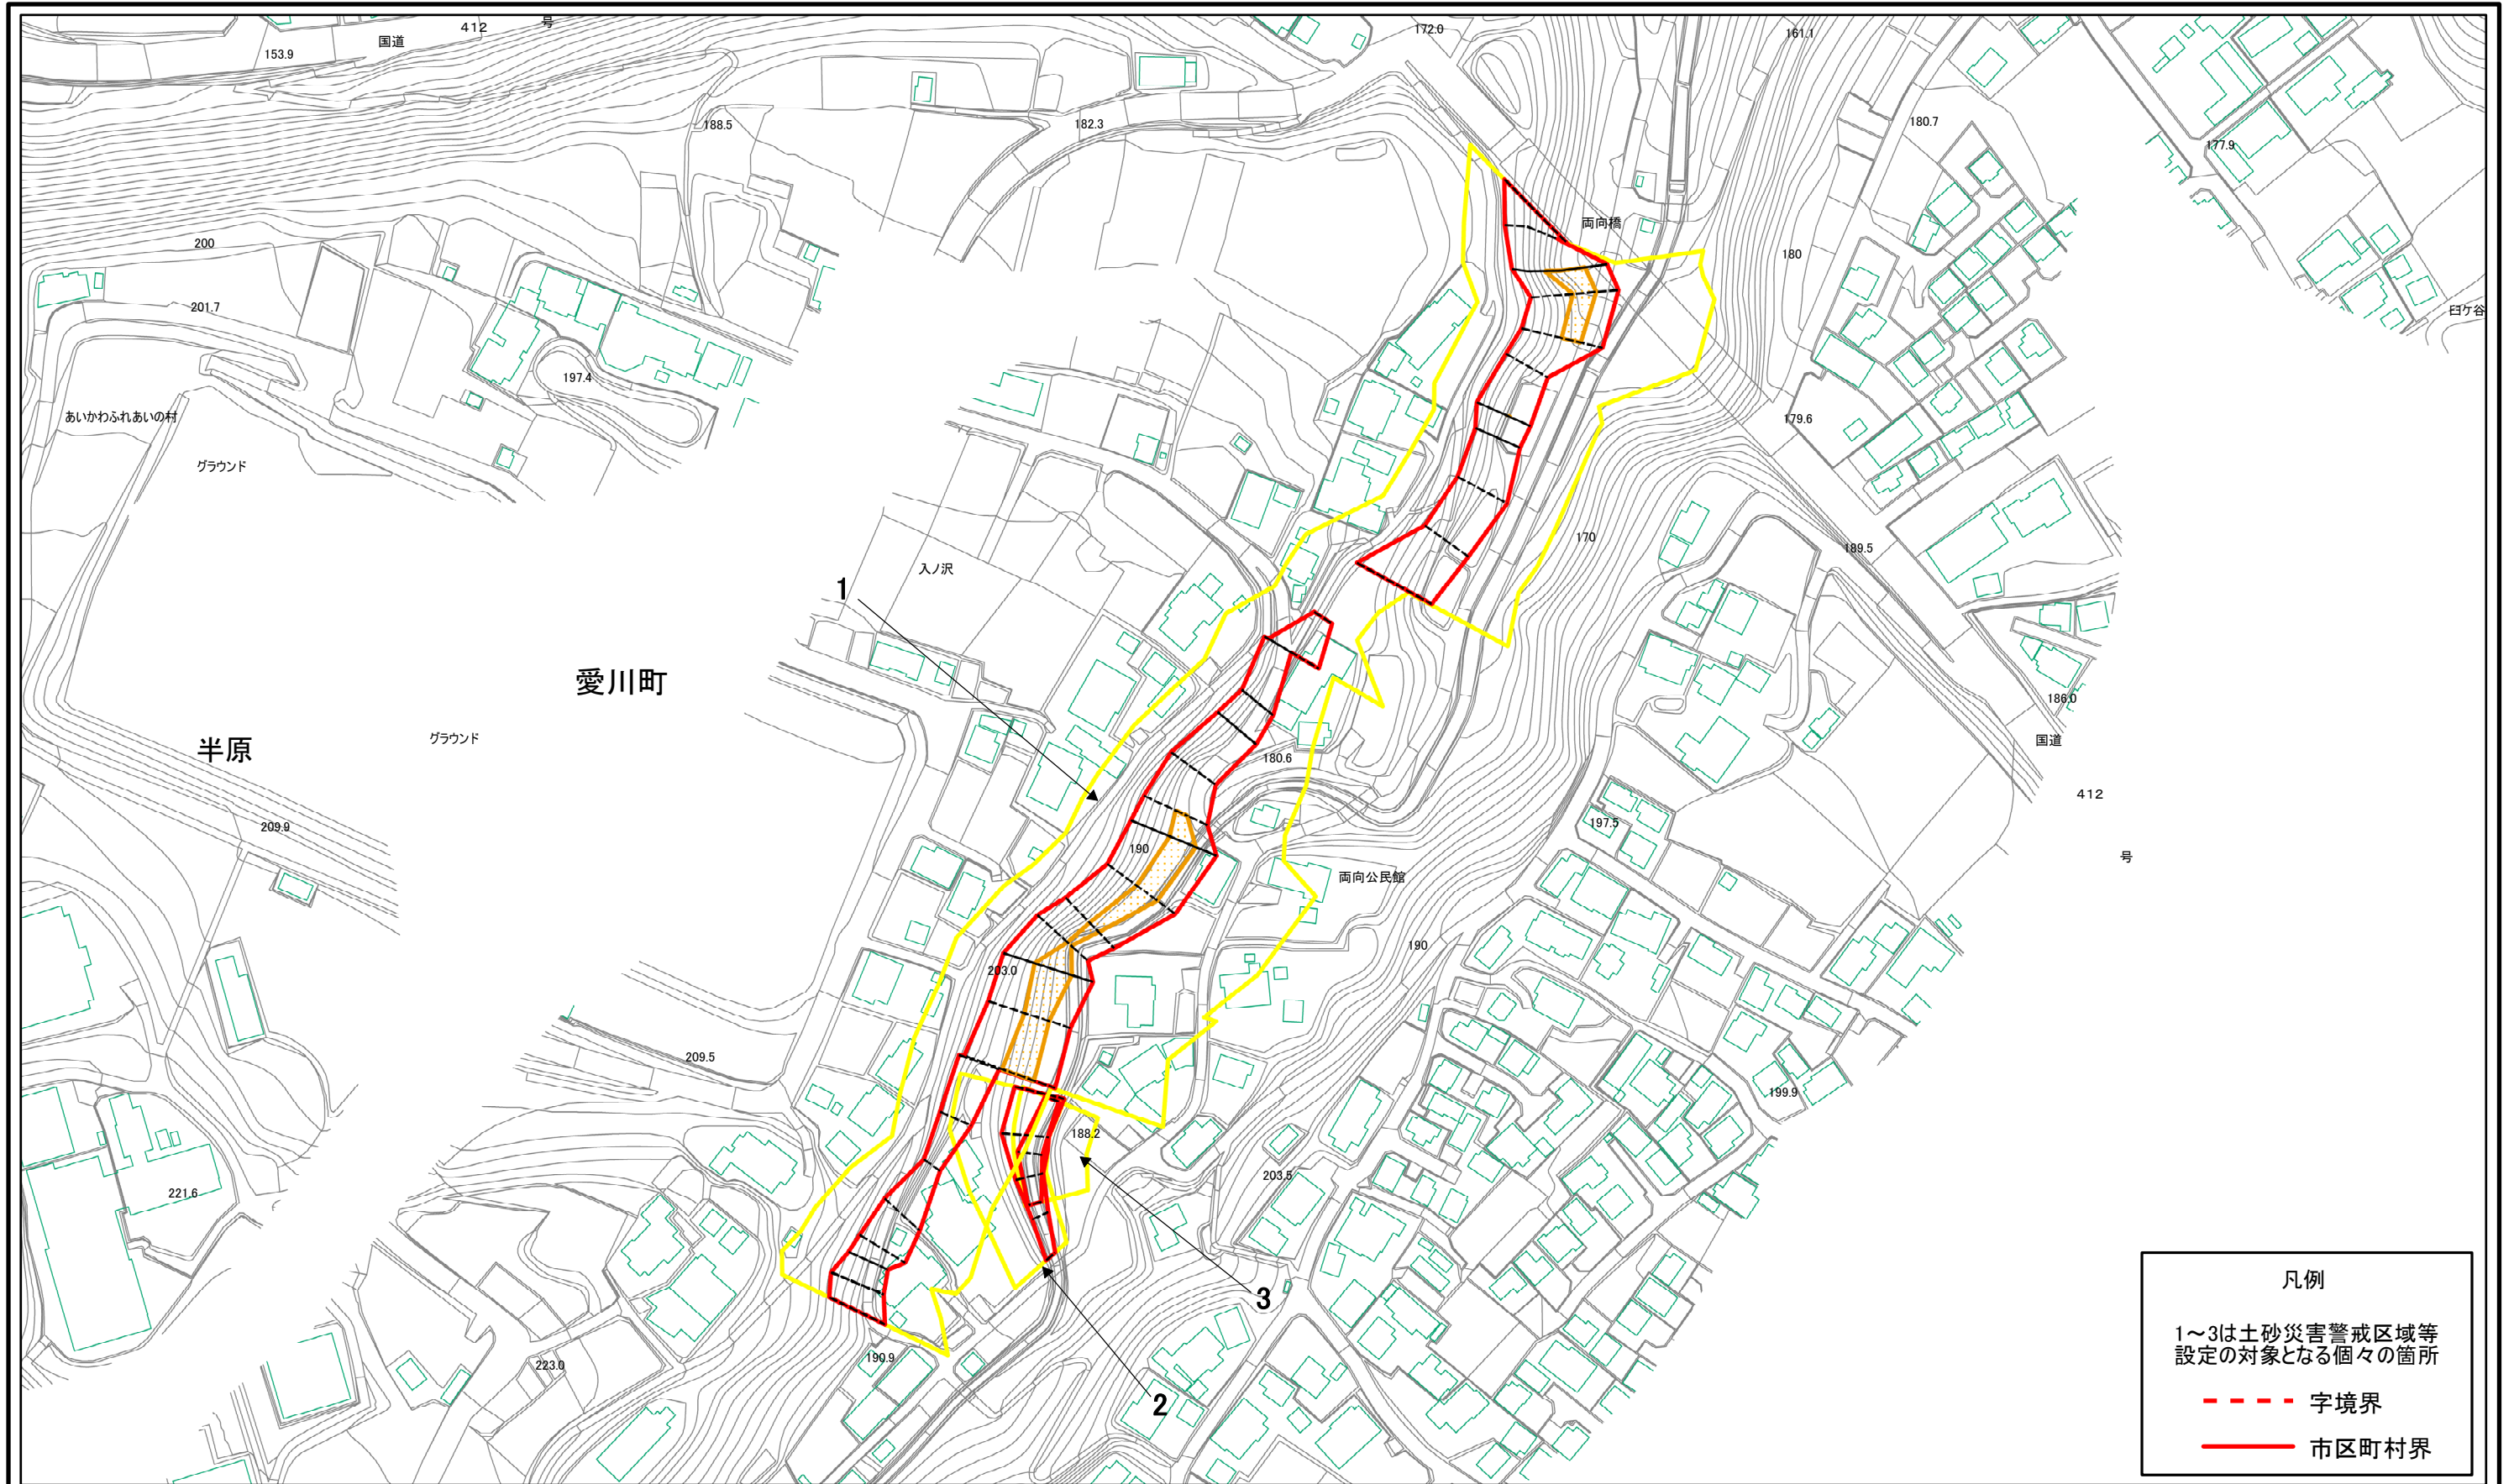 412
号
国道
153.9
172.0
161.1
188.5
182.3
180.7
177.9
両向橋
200
180
201.7
臼ケ谷
197.4
あいかわふれあいの村
179.6
グラウンド
170
189.5
入ノ沢
1
愛川町
186.0
半原
グラウンド
国道
180.6
412
209.9
197.5
190
号
両向公民館
190
203.0
209.5
199.9
188.2
203.5
221.6
3
190.9
223.0
2
凡例
1～3は土砂災害警戒区域等
設定の対象となる個々の箇所
字境界
市区町村界